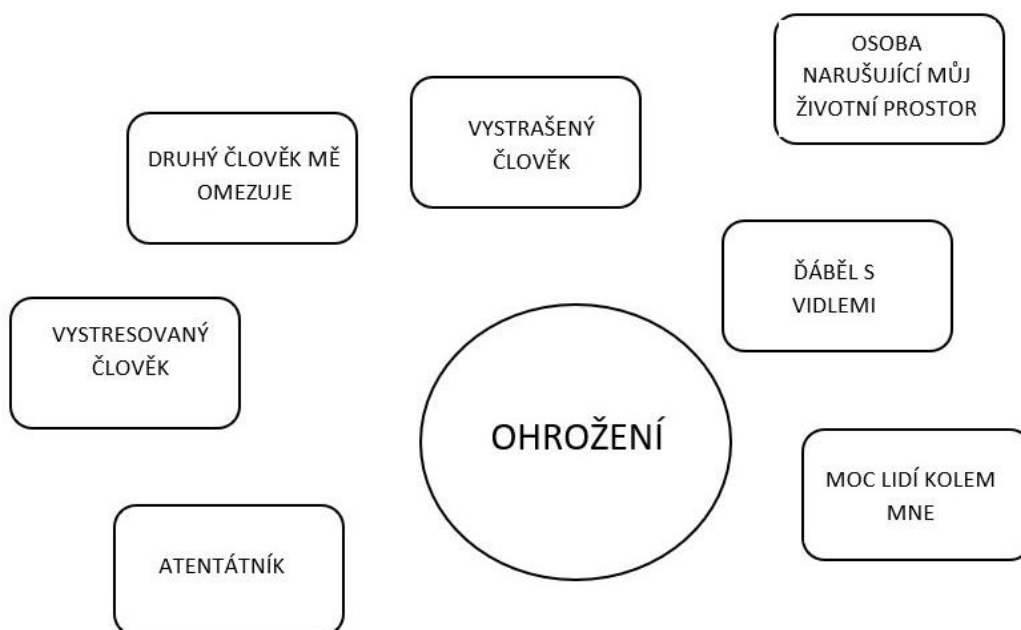 OSOBA
NARUŠUJÍCÍ MŮJ
ŽIVOTNÍ PROSTOR
VYSTRAŠENÝ
ČLOVĚK
DRUHÝ ČLOVĚK MĚ
OMEZUJE
ĎÁBĚL S
VIDLEMI
VYSTRESOVANÝ
ČLOVĚK
OHROŽENÍ
MOC LIDÍ KOLEM
MNE
ATENTÁTNÍK